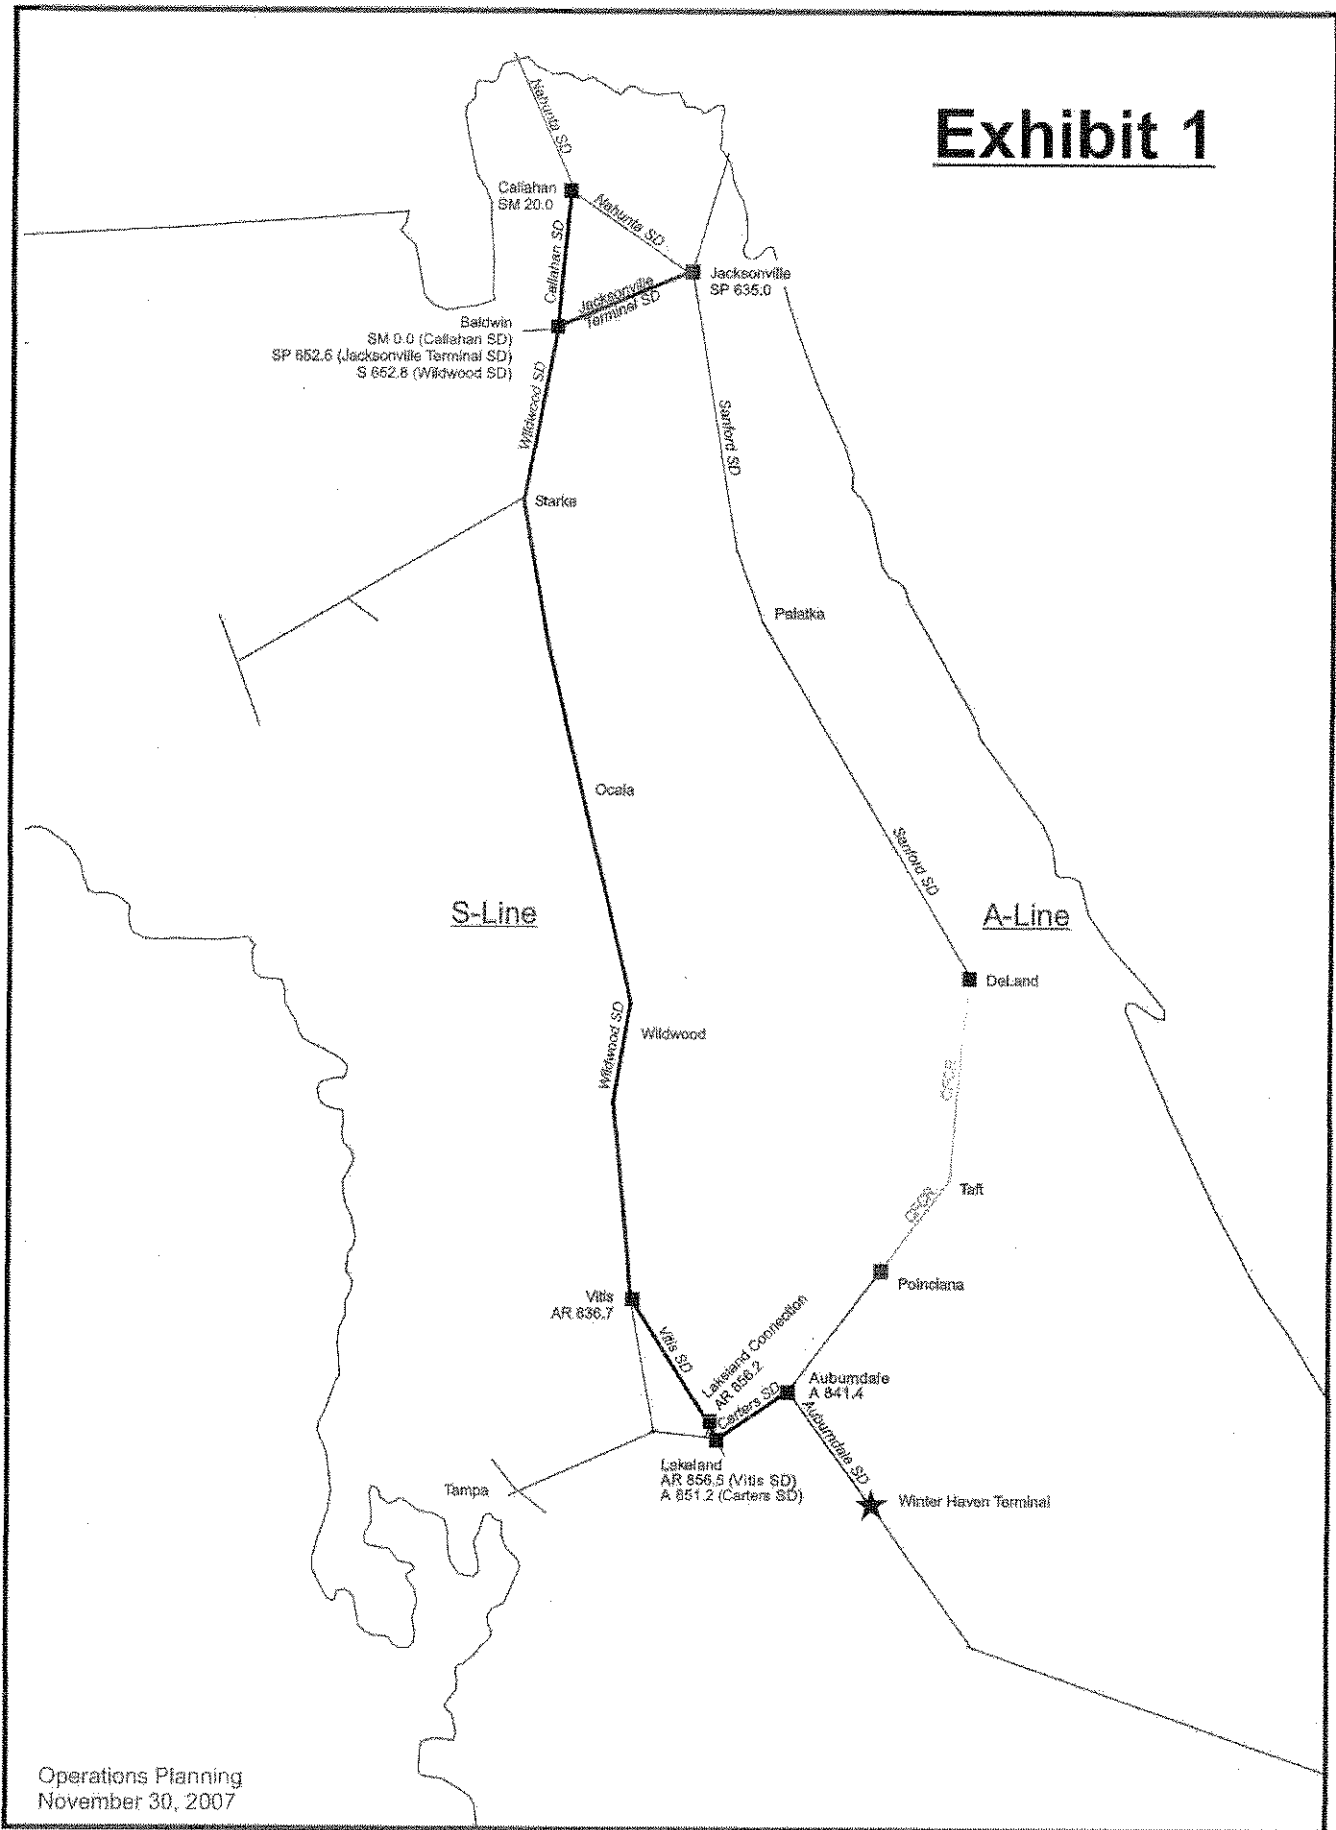 Exhibit 1
Nahunta SD
Callahan
SM 20.0
Nahunta SD
Callahan SD
Jacksonville
SP 635.0
Jacksonville
Terminal SD
Baldwin
SM 0.0 (Callahan SD)
SP 652.6 (Jacksonville Terminal SD)
S 652.8 (Wildwood SD)
Wildwood SD
Sanford SD
Starke
Palatka
Ocala
Sanford SD
S-Line
A-Line
DeLand
Wildwood SD
Wildwood
CFCR
Taft
CFCR
Poinciana
Vitis
AR 836.7
Vitis SD
Lakeland Connection
AR 856.2
Carters SD
Auburndale
A 841.4
Auburndale SD
Lakeland
AR 856.5 (Vitis SD)
A 851.2 (Carters SD)
Tampa
Winter Haven Terminal
Operations Planning
November 30, 2007